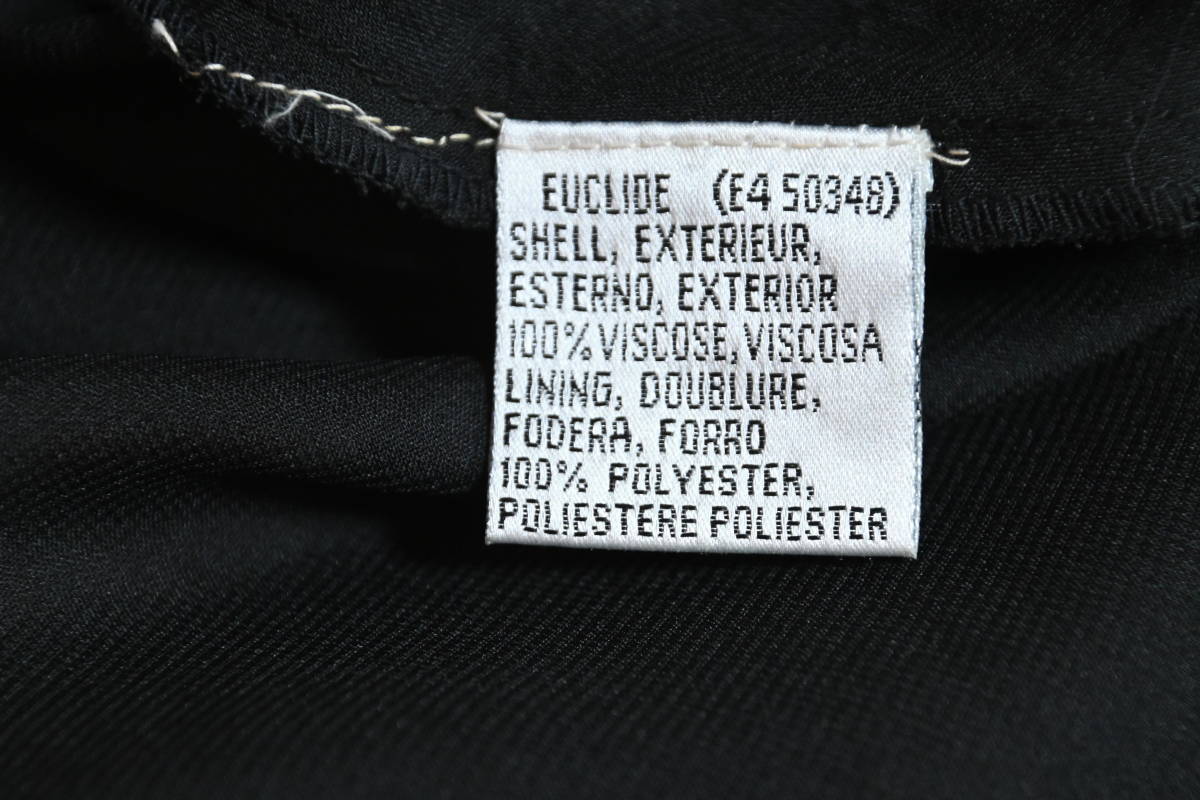 EUCLIDE (E4 50348)
SHELL, EXTERIEUR,
ESTERNO, EXTERIOR
100% VISCOSE, VISCOSA
LINING, DOUBLURE,
FODERA, FORRO
100% POLYESTER,
POLIESTERE POLIESTER